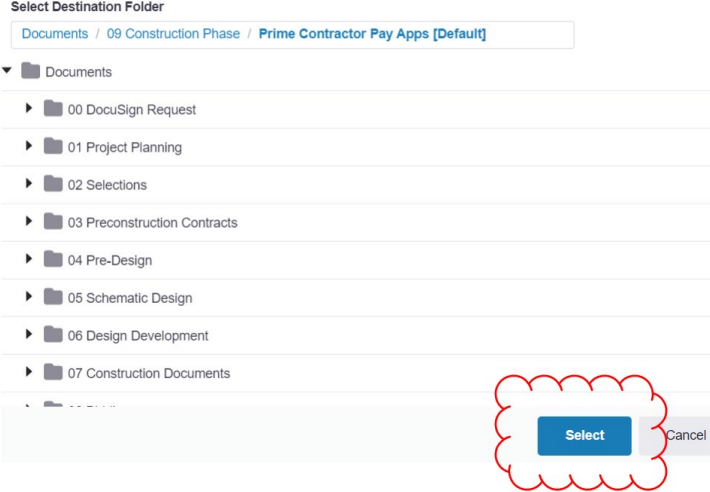 Select Destination Folder
Documents / 09 Construction Phase / Prime Contractor Pay Apps [Default]
Documents
00 DocuSign Request
01 Project Planning
02 Selections
03 Preconstruction Contracts
04 Pre-Design
05 Schematic Design
06 Design Development
07 Construction Documents
Select Cancel